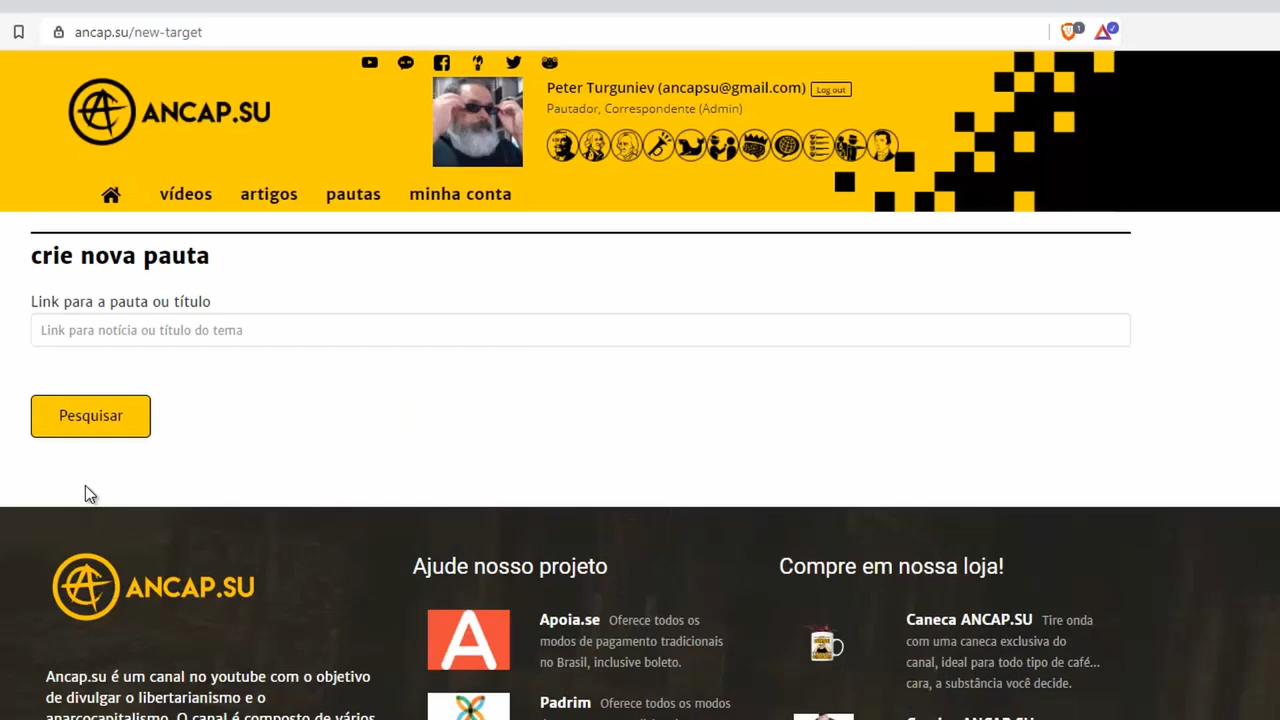 ancap.su/new-target
ANCAP.SU
Peter Turguniev (ancapsu@gmail.com) Log out
Pautador, Correspondente (Admin)
vídeos artigos pautas minha conta
crie nova pauta
Link para a pauta ou título
Link para notícia ou título do tema
Pesquisar
ANCAP.SU
Ancap.su é um canal no youtube com o objetivo
de divulgar o libertarianismo e o
anarcocapitalismo. O canal é composto de vários
Ajude nosso projeto
Apoia.se Oferece todos os
modos de pagamento tradicionais
no Brasil, inclusive boleto.
Padrim Oferece todos os modos
Compre em nossa loja!
Caneca ANCAP.SU Tire onda
com uma caneca exclusiva do
canal, ideal para todo tipo de café...
cara, a substância você decide.